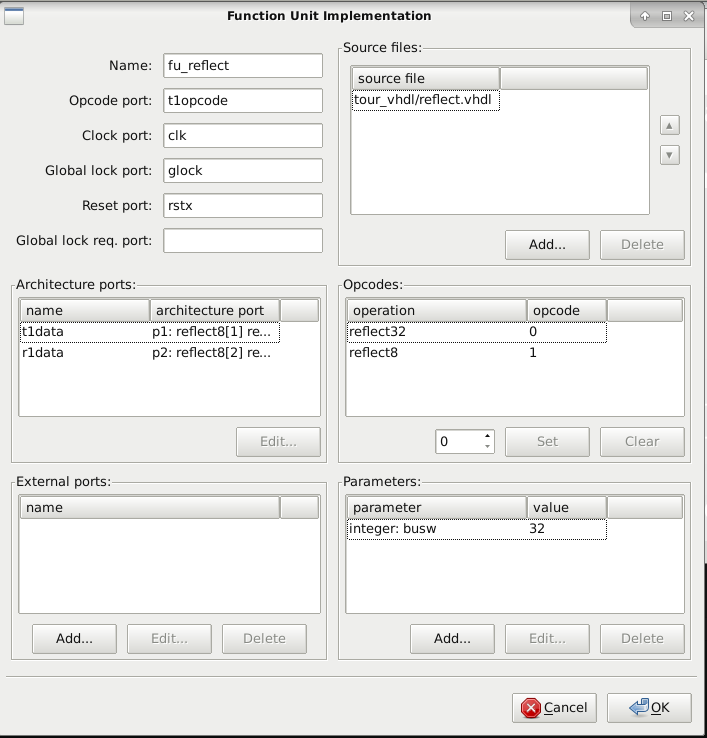 Function Unit Implementation
Name: fu_reflect
Opcode port: t1opcode
Clock port: clk
Global lock port: glock
Reset port: rstx
Global lock req. port:
Source files:
source file
tour_vhdl/reflect.vhdl
Add... Delete
Architecture ports:
name architecture port
t1data p1: reflect8[1] re...
r1data p2: reflect8[2] re...
Edit...
Opcodes:
operation opcode
reflect32 0
reflect8 1
0 Set Clear
External ports:
name
Add... Edit... Delete
Parameters:
parameter value
integer: busw 32
Add... Edit... Delete
Cancel OK